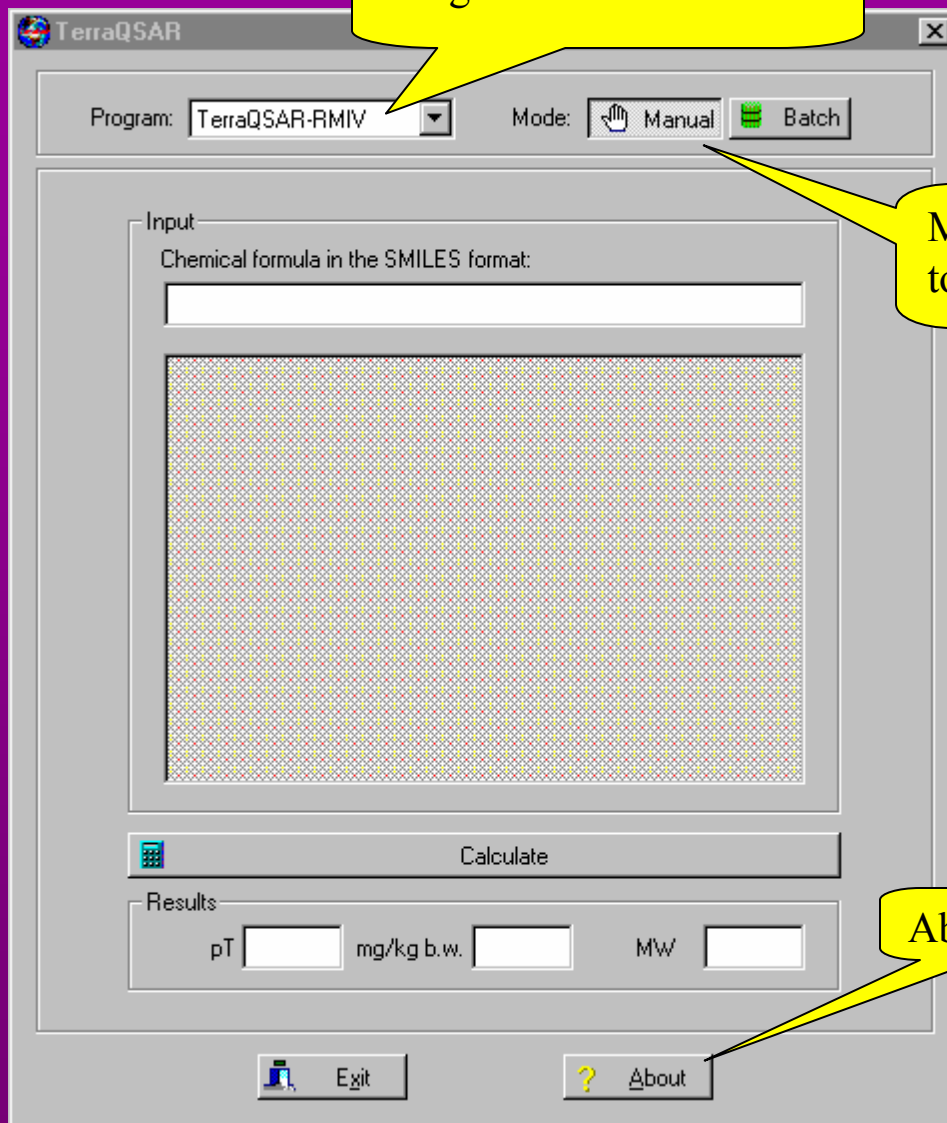 TerraQSAR
Program: TerraQSAR-RMIV Mode: Manual Batch
Input
Chemical formula in the SMILES format:
Calculate
Results
pT mg/kg b.w. MW
Exit About